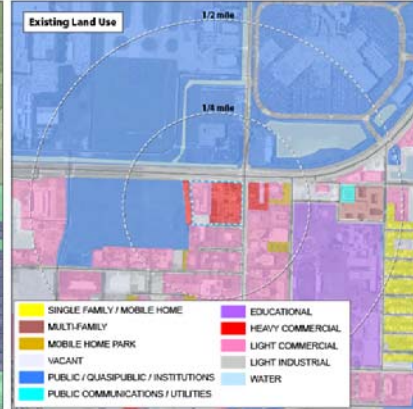 Existing Land Use
1/2 mile
1/4 mile
SINGLE FAMILY / MOBILE HOME
MULTI-FAMILY
MOBILE HOME PARK
VACANT
PUBLIC / QUASIPUBLIC / INSTITUTIONS
PUBLIC COMMUNICATIONS / UTILITIES
EDUCATIONAL
HEAVY COMMERCIAL
LIGHT COMMERCIAL
LIGHT INDUSTRIAL
WATER